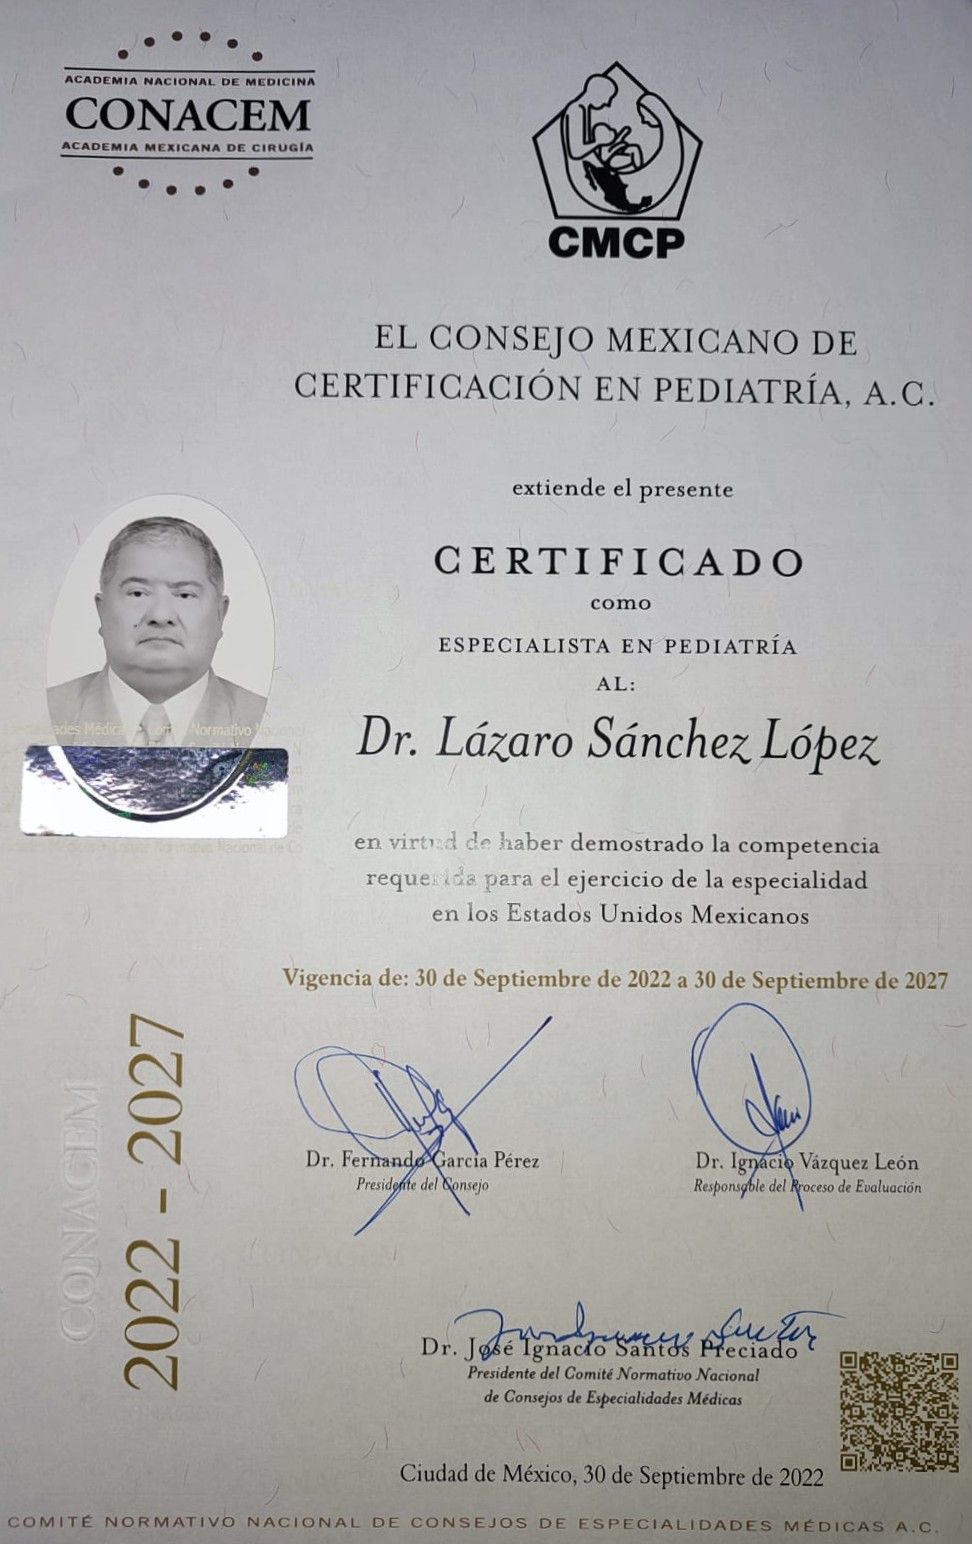 ACADEMIA NACIONAL DE MEDICINA
CONACEM
ACADEMIA MEXICANA DE CIRUGÍA
CMCP
EL CONSEJO MEXICANO DE
CERTIFICACIÓN EN PEDIATRÍA, A.C.
extiende el presente
CERTIFICADO
como
ESPECIALISTA EN PEDIATRÍA
AL:
Dr. Lázaro Sánchez López
en virtud de haber demostrado la competencia
requerida para el ejercicio de la especialidad
en los Estados Unidos Mexicanos
Vigencia de: 30 de Septiembre de 2022 a 30 de Septiembre de 2027
CONACEM
2022 - 2027
Dr. Fernando García Pérez
Presidente del Consejo
Dr. Ignacio Vázquez León
Responsable del Proceso de Evaluación
Dr. José Ignacio Santos Preciado
Presidente del Comité Normativo Nacional
de Consejos de Especialidades Médicas
Ciudad de México, 30 de Septiembre de 2022
COMITÉ NORMATIVO NACIONAL DE CONSEJOS DE ESPECIALIDADES MÉDICAS A.C.